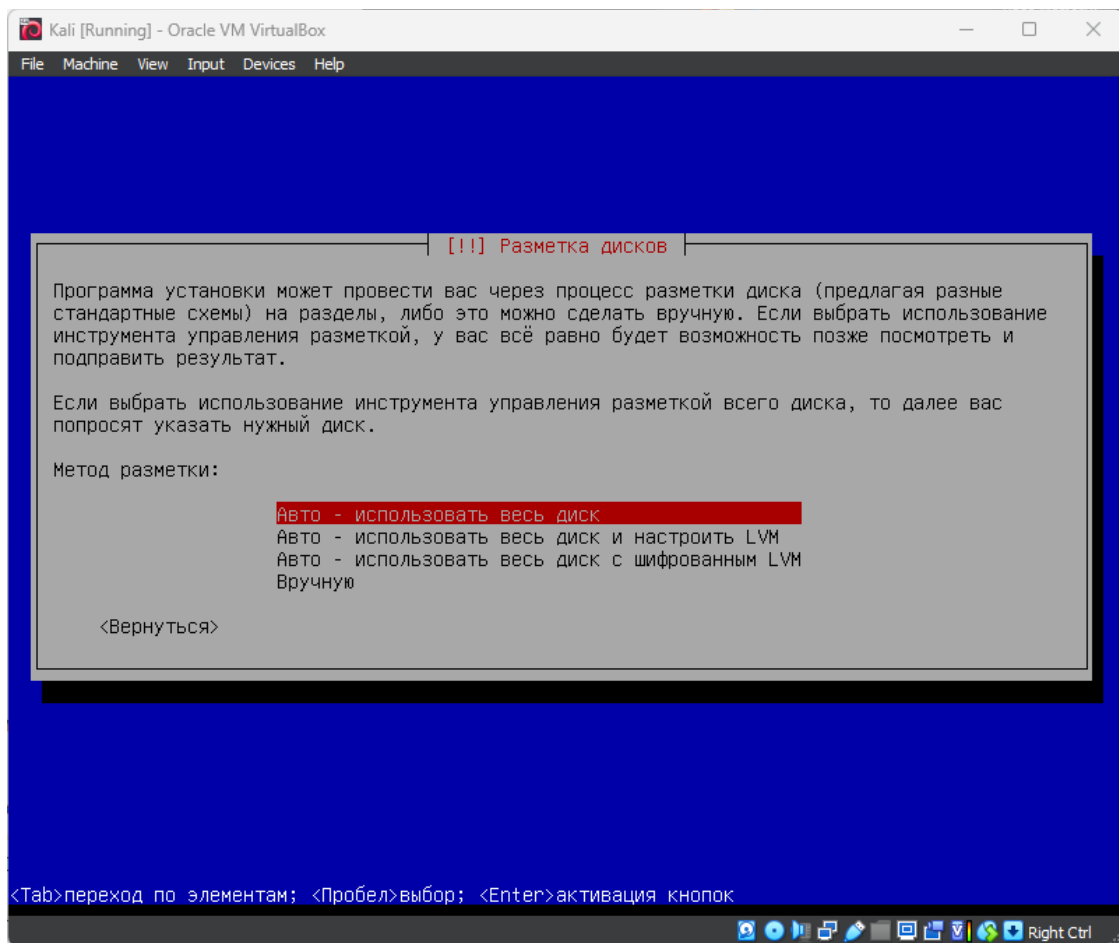 Kali [Running] - Oracle VM VirtualBox
File Machine View Input Devices Help
[!!] Разметка дисков
Программа установки может провести вас через процесс разметки диска (предлагая разные
стандартные схемы) на разделы, либо это можно сделать вручную. Если выбрать использование
инструмента управления разметкой, у вас всё равно будет возможность позже посмотреть и
подправить результат.
Если выбрать использование инструмента управления разметкой всего диска, то далее вас
попросят указать нужный диск.
Метод разметки:
Авто - использовать весь диск
Авто - использовать весь диск и настроить LVM
Авто - использовать весь диск с шифрованным LVM
Вручную
<Вернуться>
<Tab>переход по элементам; <Пробел>выбор; <Enter>активация кнопок
Right Ctrl